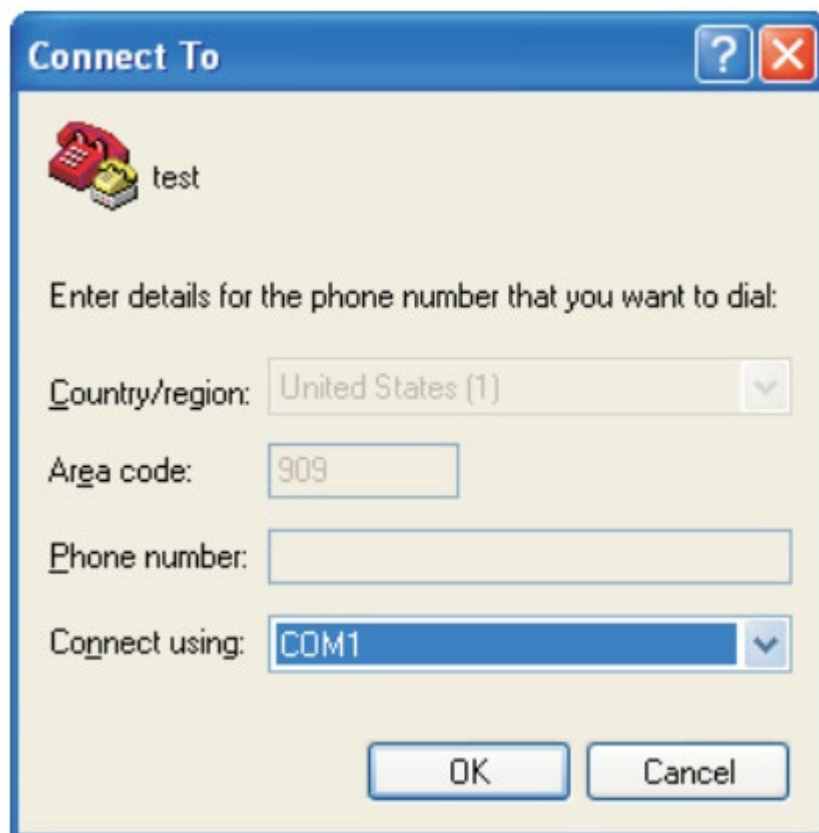 Connect To
?
test
Enter details for the phone number that you want to dial:
Country/region: United States (1)
Area code: 909
Phone number:
Connect using: COM1
OK Cancel